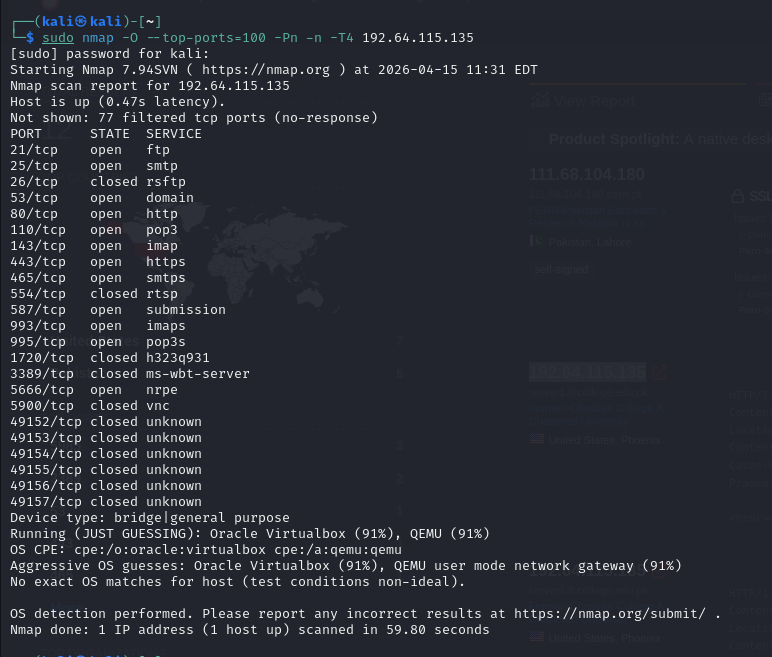 ┌──(kali㉿kali)-[~]
└─$ sudo nmap -O --top-ports=100 -Pn -n -T4 192.64.115.135
[sudo] password for kali:
Starting Nmap 7.94SVN ( https://nmap.org ) at 2026-04-15 11:31 EDT
Nmap scan report for 192.64.115.135
Host is up (0.47s latency).
Not shown: 77 filtered tcp ports (no-response)
PORT      STATE  SERVICE
21/tcp    open   ftp
25/tcp    open   smtp
26/tcp    closed rsftp
53/tcp    open   domain
80/tcp    open   http
110/tcp   open   pop3
143/tcp   open   imap
443/tcp   open   https
465/tcp   open   smtps
554/tcp   closed rtsp
587/tcp   open   submission
993/tcp   open   imaps
995/tcp   open   pop3s
1720/tcp  closed h323q931
3389/tcp  closed ms-wbt-server
5666/tcp  open   nrpe
5900/tcp  closed vnc
49152/tcp closed unknown
49153/tcp closed unknown
49154/tcp closed unknown
49155/tcp closed unknown
49156/tcp closed unknown
49157/tcp closed unknown
Device type: bridge|general purpose
Running (JUST GUESSING): Oracle Virtualbox (91%), QEMU (91%)
OS CPE: cpe:/o:oracle:virtualbox cpe:/a:qemu:qemu
Aggressive OS guesses: Oracle Virtualbox (91%), QEMU user mode network gateway (91%)
No exact OS matches for host (test conditions non-ideal).
OS detection performed. Please report any incorrect results at https://nmap.org/submit/ .
Nmap done: 1 IP address (1 host up) scanned in 59.80 seconds
View Report
Product Spotlight: A native
111.68.104.180
Pakistan, Lahore
self-signed
192.64.115.135
United States, Phoenix
United States, Phoenix